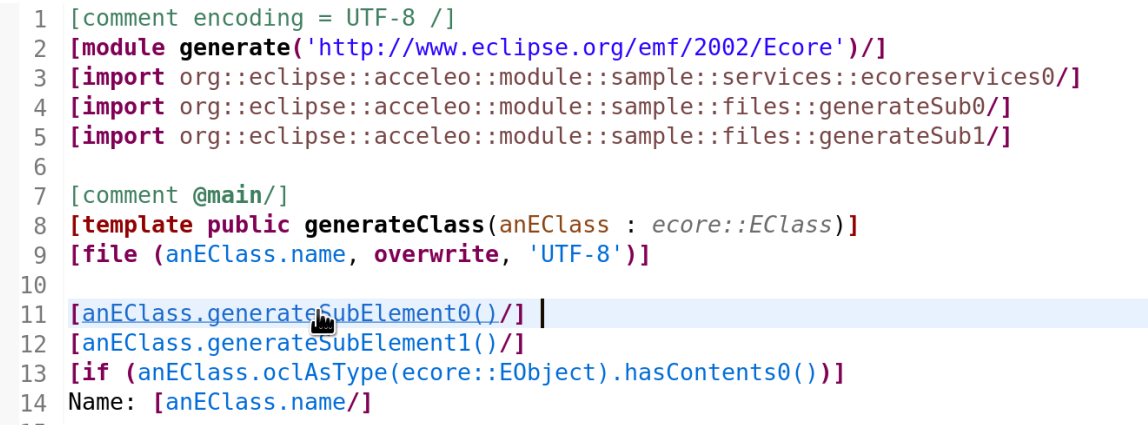 1 [comment encoding = UTF-8 /]
2 [module generate('http://www.eclipse.org/emf/2002/Ecore')/]
3 [import org::eclipse::acceleo::module::sample::services::ecoreservices0/]
4 [import org::eclipse::acceleo::module::sample::files::generateSub0/]
5 [import org::eclipse::acceleo::module::sample::files::generateSub1/]
6
7 [comment @main/]
8 [template public generateClass(anEClass : ecore::EClass)]
9 [file (anEClass.name, overwrite, 'UTF-8')]
10
11 [anEClass.generateSubElement0()/]
12 [anEClass.generateSubElement1()/]
13 [if (anEClass.oclAsType(ecore::EObject).hasContents0())]
14 Name: [anEClass.name/]